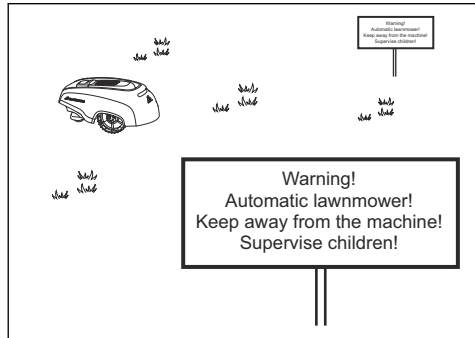 Warning!
Automatic lawnmower!
Keep away from the machine!
Supervise children!
Warning!
Automatic lawnmower!
Keep away from the machine!
Supervise children!